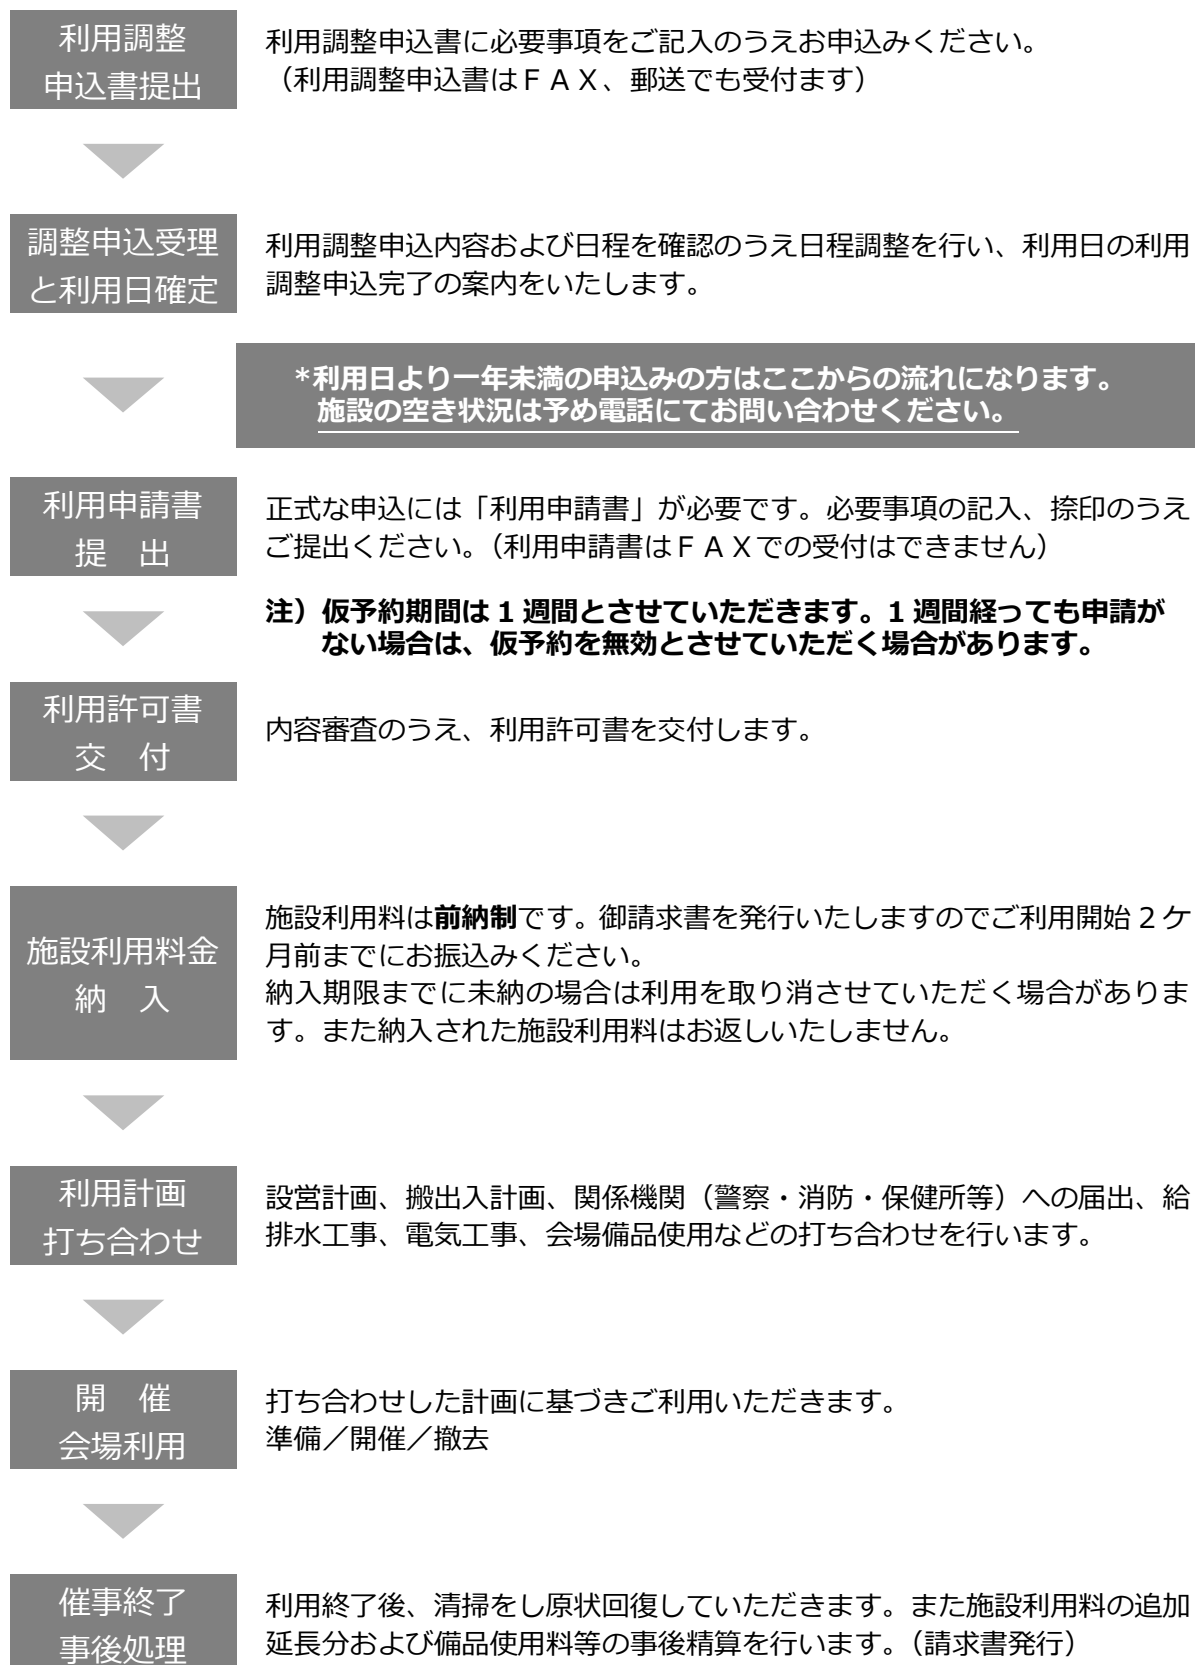 利用調整
申込書提出
利用調整申込書に必要事項をご記入のうえお申込みください。
（利用調整申込書はＦＡＸ、郵送でも受付ます）
調整申込受理
と利用日確定
利用調整申込内容および日程を確認のうえ日程調整を行い、利用日の利用
調整申込完了の案内をいたします。
*利用日より一年未満の申込みの方はここからの流れになります。
施設の空き状況は予め電話にてお問い合わせください。
利用申請書
提　出
正式な申込には「利用申請書」が必要です。必要事項の記入、捺印のうえ
ご提出ください。（利用申請書はＦＡＸでの受付はできません）
注）仮予約期間は 1 週間とさせていただきます。1 週間経っても申請が
ない場合は、仮予約を無効とさせていただく場合があります。
利用許可書
交　付
内容審査のうえ、利用許可書を交付します。
施設利用料金
納　入
施設利用料は前納制です。御請求書を発行いたしますのでご利用開始 2 ケ
月前までにお振込みください。
納入期限までに未納の場合は利用を取り消させていただく場合がありま
す。また納入された施設利用料はお返しいたしません。
利用計画
打ち合わせ
設営計画、搬出入計画、関係機関（警察・消防・保健所等）への届出、給
排水工事、電気工事、会場備品使用などの打ち合わせを行います。
開　催
会場利用
打ち合わせした計画に基づきご利用いただきます。
準備／開催／撤去
催事終了
事後処理
利用終了後、清掃をし原状回復していただきます。また施設利用料の追加
延長分および備品使用料等の事後精算を行います。（請求書発行）